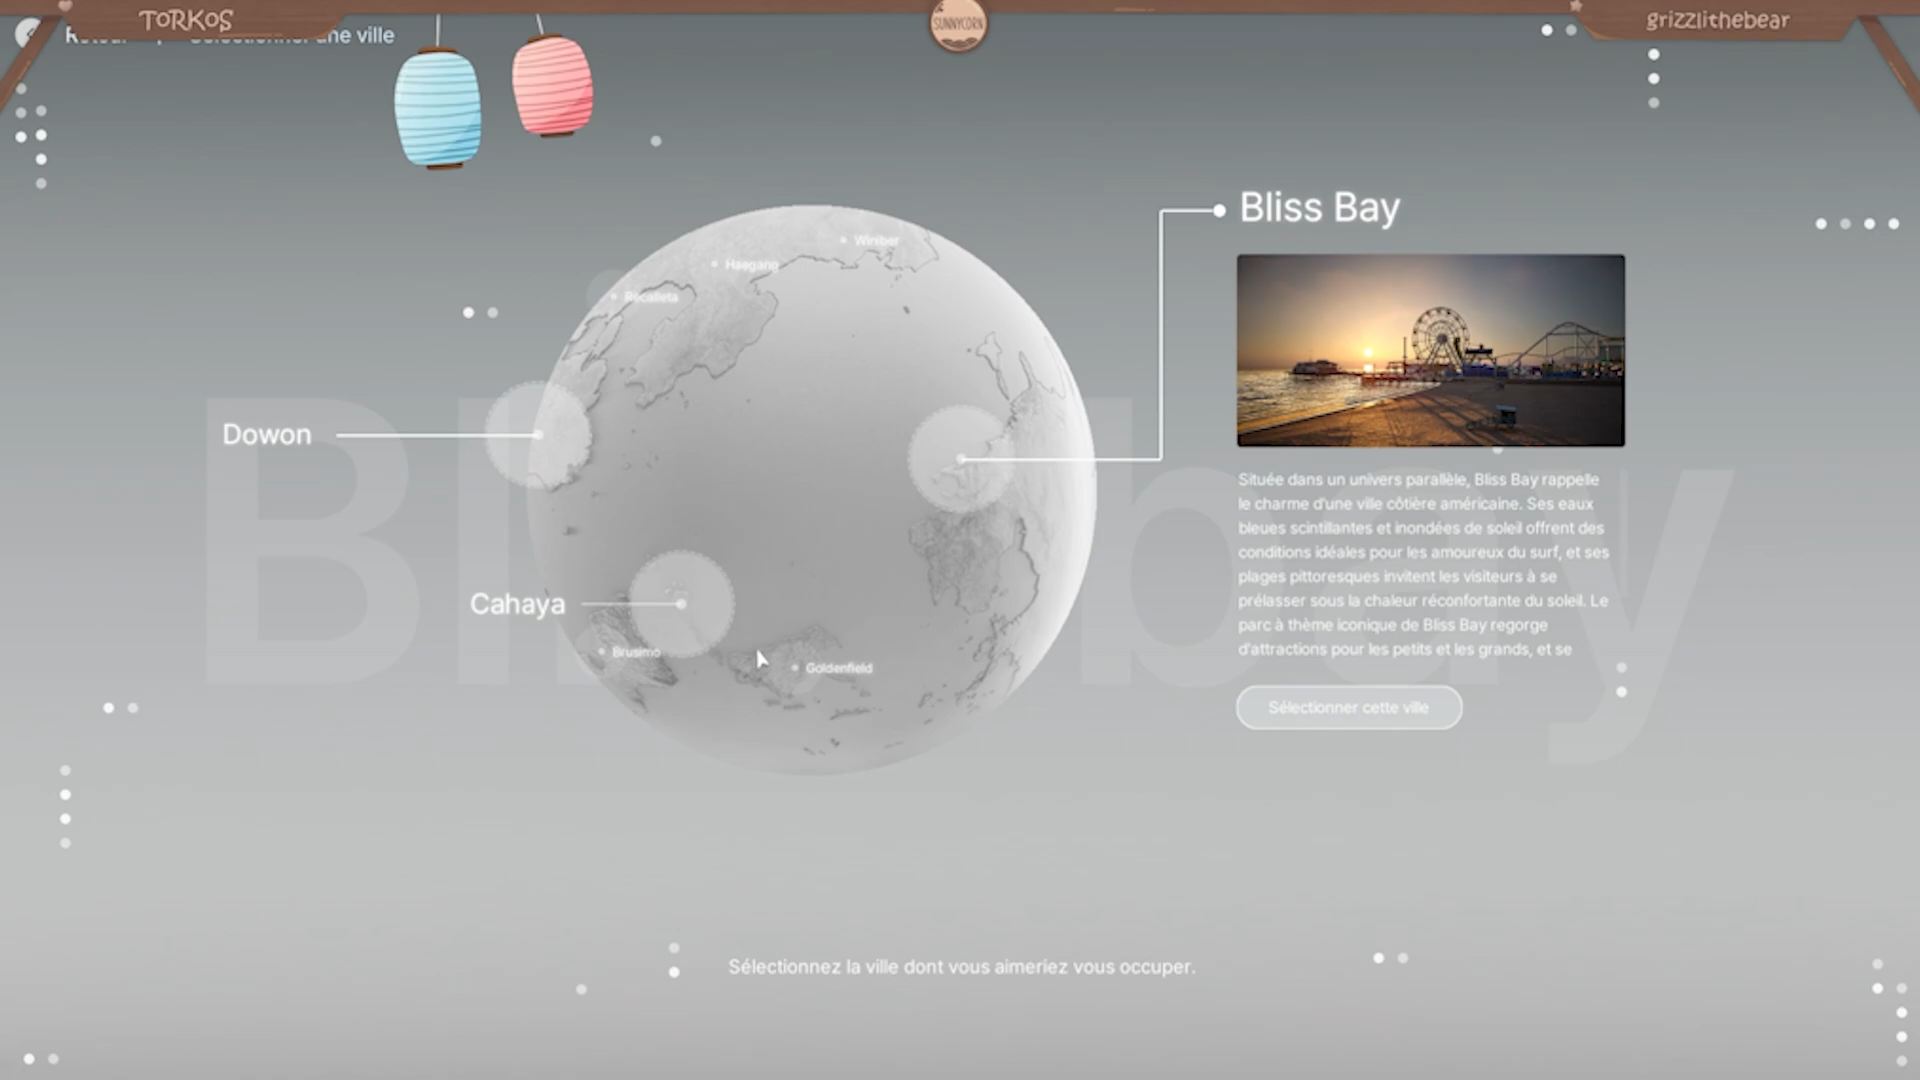 TORKOS
SUNNYCORN
grizzlithebear
Sélectionner une ville
Bliss Bay
Winiber
Haegang
Recalleta
Dowon
Située dans un univers parallèle, Bliss Bay rappelle
le charme d'une ville côtière américaine. Ses eaux
bleues scintillantes et inondées de soleil offrent des
conditions idéales pour les amoureux du surf, et ses
plages pittoresques invitent les visiteurs à se
prélasser sous la chaleur réconfortante du soleil. Le
parc à thème iconique de Bliss Bay regorge
d'attractions pour les petits et les grands, et se
Cahaya
Brusimo
Goldenfield
Sélectionner cette ville
Sélectionnez la ville dont vous aimeriez vous occuper.